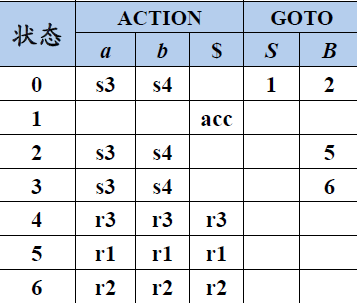 状态 ACTION GOTO
a b $ S B
0 s3 s4 1 2
1 acc
2 s3 s4 5
3 s3 s4 6
4 r3 r3 r3
5 r1 r1 r1
6 r2 r2 r2